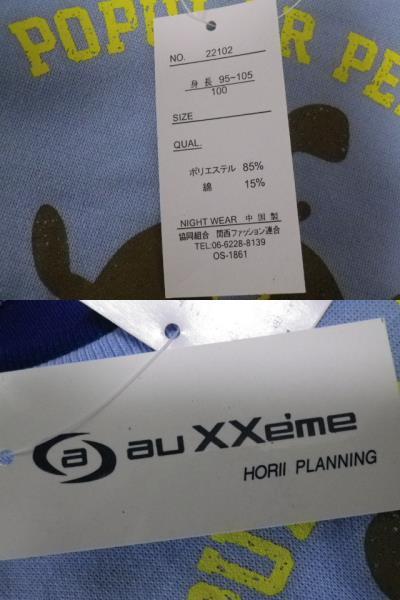 POPULAR PE
NO. 22102
身長 95~105
100
SIZE
QUAL.
ポリエステル 85%
綿 15%
NIGHT WEAR 中国製
協同組合 関西ファッション連合
TEL:06-6228-8139
OS-1861
a au XXe'me
HORII PLANNING